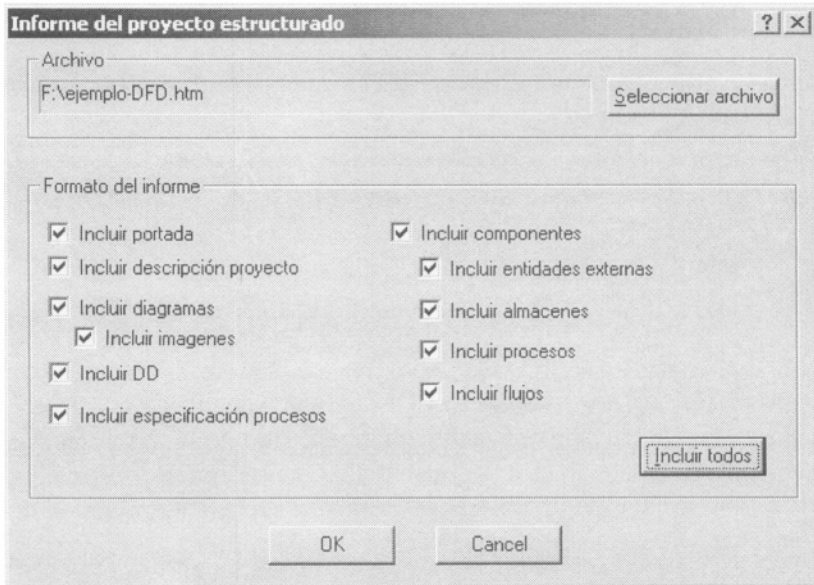 Informe del proyecto estructurado
Archivo
F:\ejemplo-DFD.htm
Seleccionar archivo
Formato del informe
Incluir portada
Incluir descripción proyecto
Incluir diagramas
Incluir imagenes
Incluir DD
Incluir especificación procesos
Incluir componentes
Incluir entidades externas
Incluir almacenes
Incluir procesos
Incluir flujos
Incluir todos
OK
Cancel